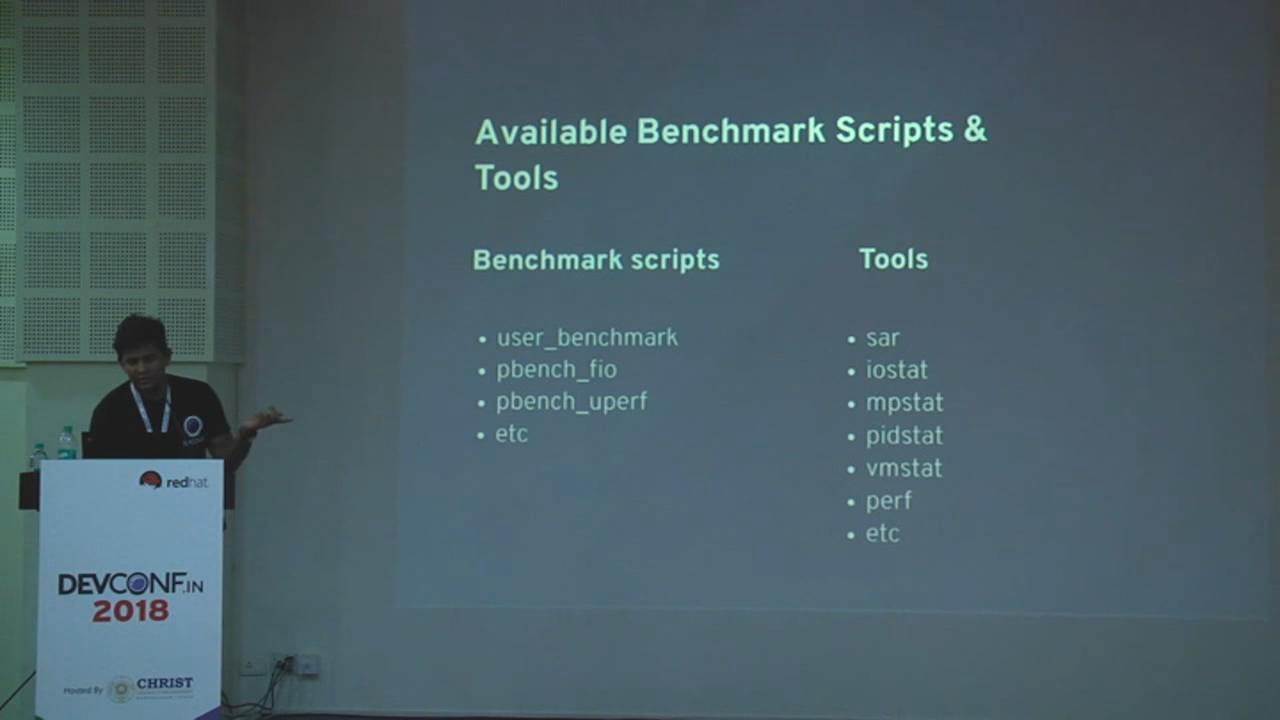 Available Benchmark Scripts &
Tools
Benchmark scripts
• user_benchmark
• pbench_fio
• pbench_uperf
• etc
Tools
• sar
• iostat
• mpstat
• pidstat
• vmstat
• perf
• etc
redhat.
DEVCONF.IN
2018
Hosted By
CHRIST